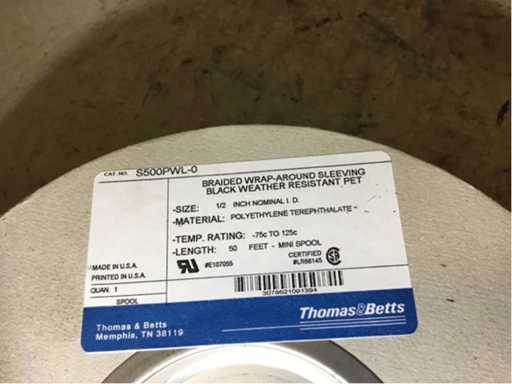 CAT. NO. S500PWL-0
BRAIDED WRAP-AROUND SLEEVING
BLACK WEATHER RESISTANT PET
-SIZE: 1/2 INCH NOMINAL I.D.
-MATERIAL: POLYETHYLENE TEREPHTHALATE-
-TEMP. RATING: -75c TO 125c
-LENGTH: 50 FEET - MINI SPOOL
#E107055
CERTIFIED
#LR88145
MADE IN U.S.A.
PRINTED IN U.S.A.
QUAN. 1
SPOOL
Thomas&Betts
Thomas & Betts
Memphis, TN 38119